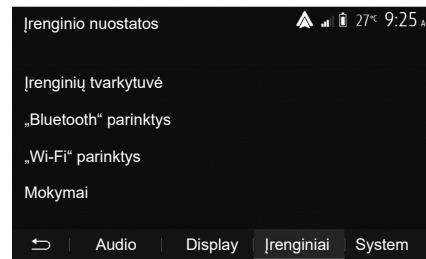 Įrenginio nuostatos
27°C 9:25 A
Įrenginių tvarkytuvė
„Bluetooth“ parinktys
„Wi-Fi“ parinktys
Mokymai
Audio Display Įrenginiai System